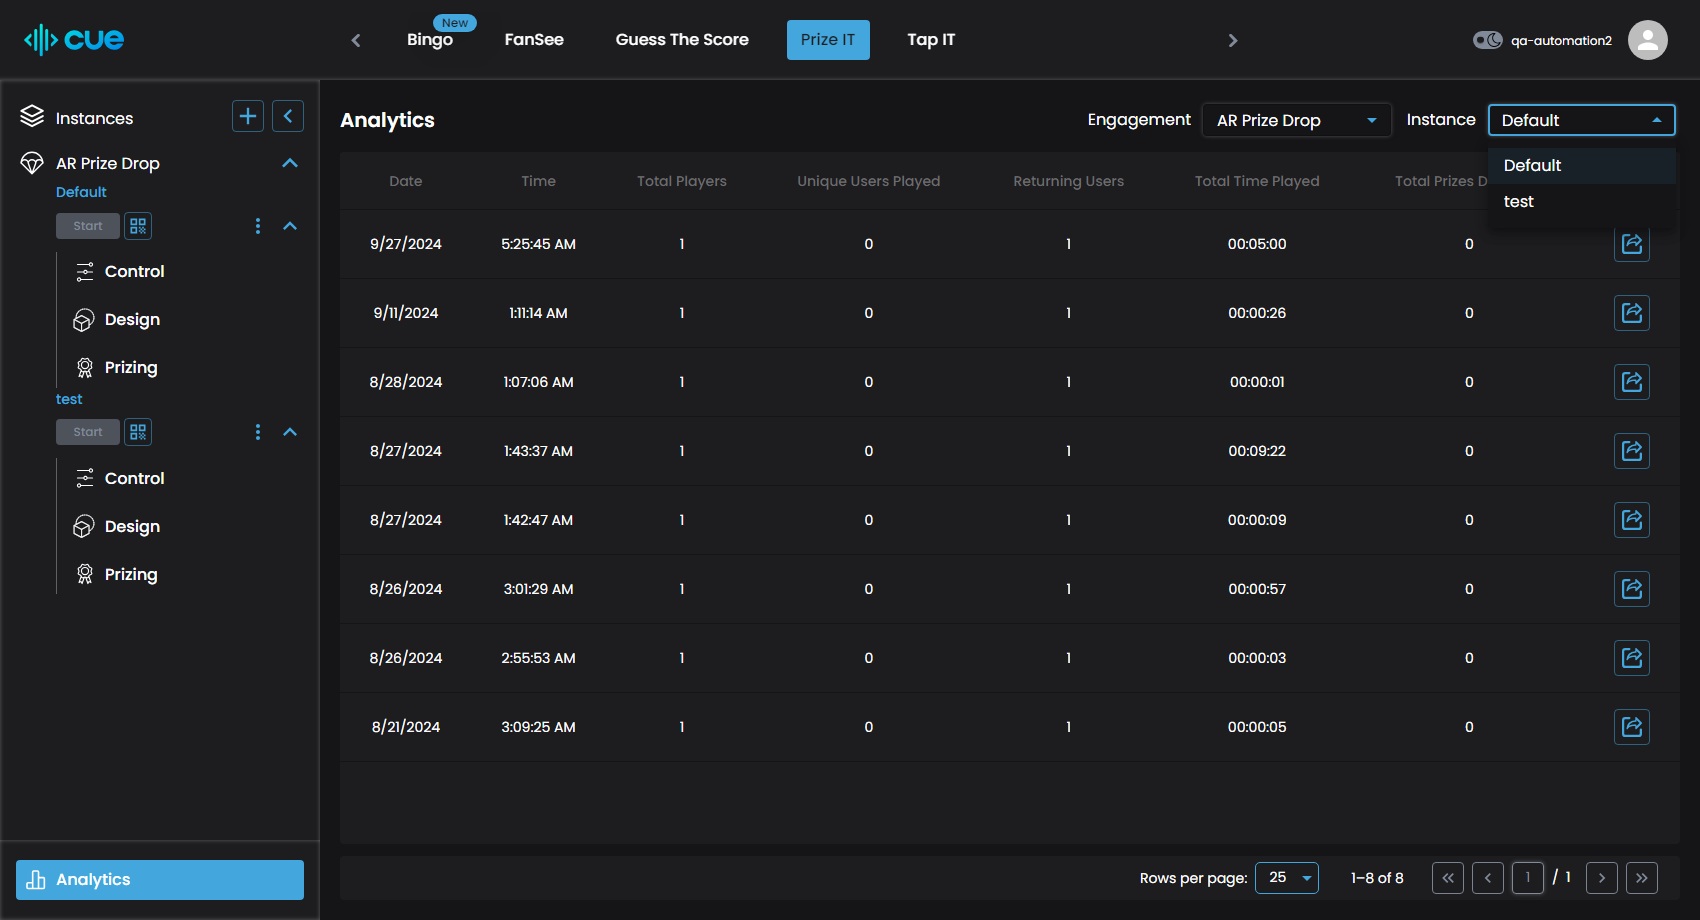 cue
New
Bingo
FanSee
Guess The Score
Prize IT
Tap IT
qa-automation2
Instances
AR Prize Drop
Default
Start
Control
Design
Prizing
test
Start
Control
Design
Prizing
Analytics
Analytics
Engagement AR Prize Drop Instance Default
Default
test
Date Time Total Players Unique Users Played Returning Users Total Time Played Total Prizes D
9/27/2024 5:25:45 AM 1 0 1 00:05:00 0
9/11/2024 1:11:14 AM 1 0 1 00:00:26 0
8/28/2024 1:07:06 AM 1 0 1 00:00:01 0
8/27/2024 1:43:37 AM 1 0 1 00:09:22 0
8/27/2024 1:42:47 AM 1 0 1 00:00:09 0
8/26/2024 3:01:29 AM 1 0 1 00:00:57 0
8/26/2024 2:55:53 AM 1 0 1 00:00:03 0
8/21/2024 3:09:25 AM 1 0 1 00:00:05 0
Rows per page: 25 1–8 of 8 1 / 1